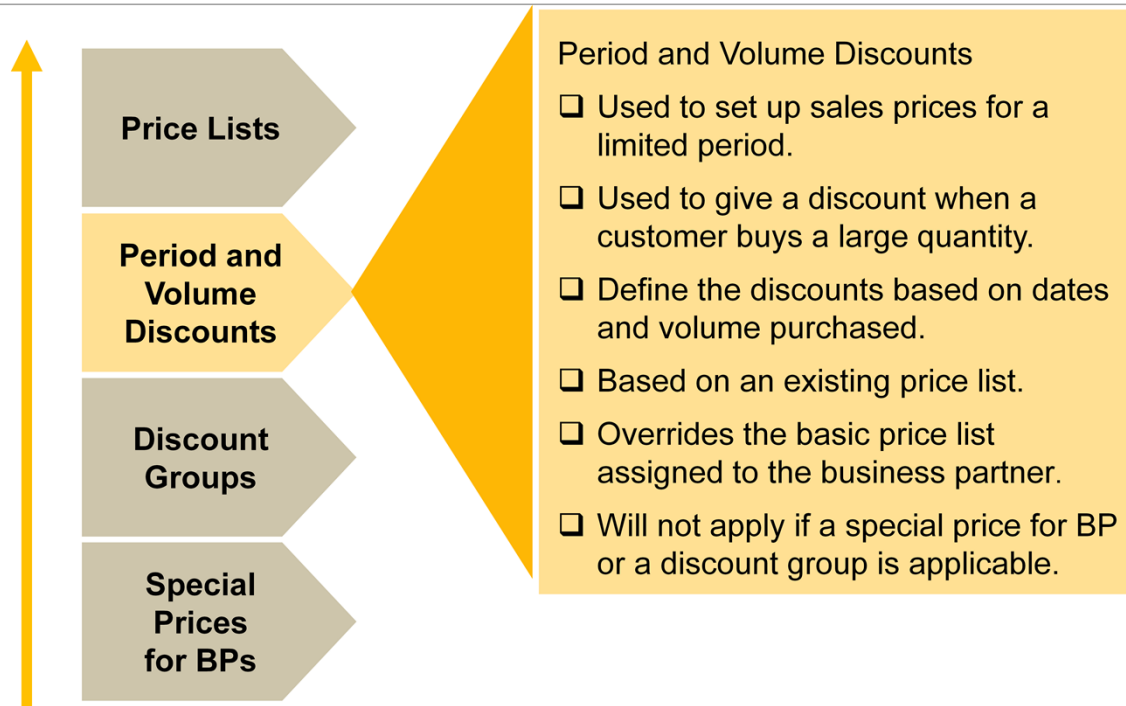 Price Lists
Period and
Volume
Discounts
Discount
Groups
Special
Prices
for BPs
Period and Volume Discounts
❑ Used to set up sales prices for a
limited period.
❑ Used to give a discount when a
customer buys a large quantity.
❑ Define the discounts based on dates
and volume purchased.
❑ Based on an existing price list.
❑ Overrides the basic price list
assigned to the business partner.
❑ Will not apply if a special price for BP
or a discount group is applicable.